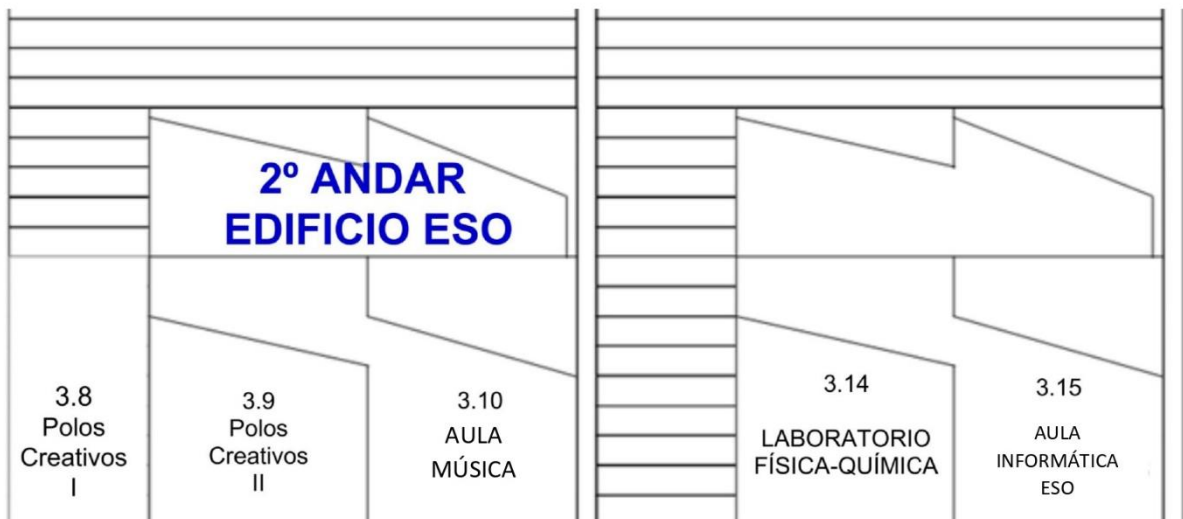 2º ANDAR
EDIFICIO ESO
3.8
Polos
Creativos
I
3.9
Polos
Creativos
II
3.10
AULA
MÚSICA
3.14
LABORATORIO
FÍSICA-QUÍMICA
3.15
AULA
INFORMÁTICA
ESO